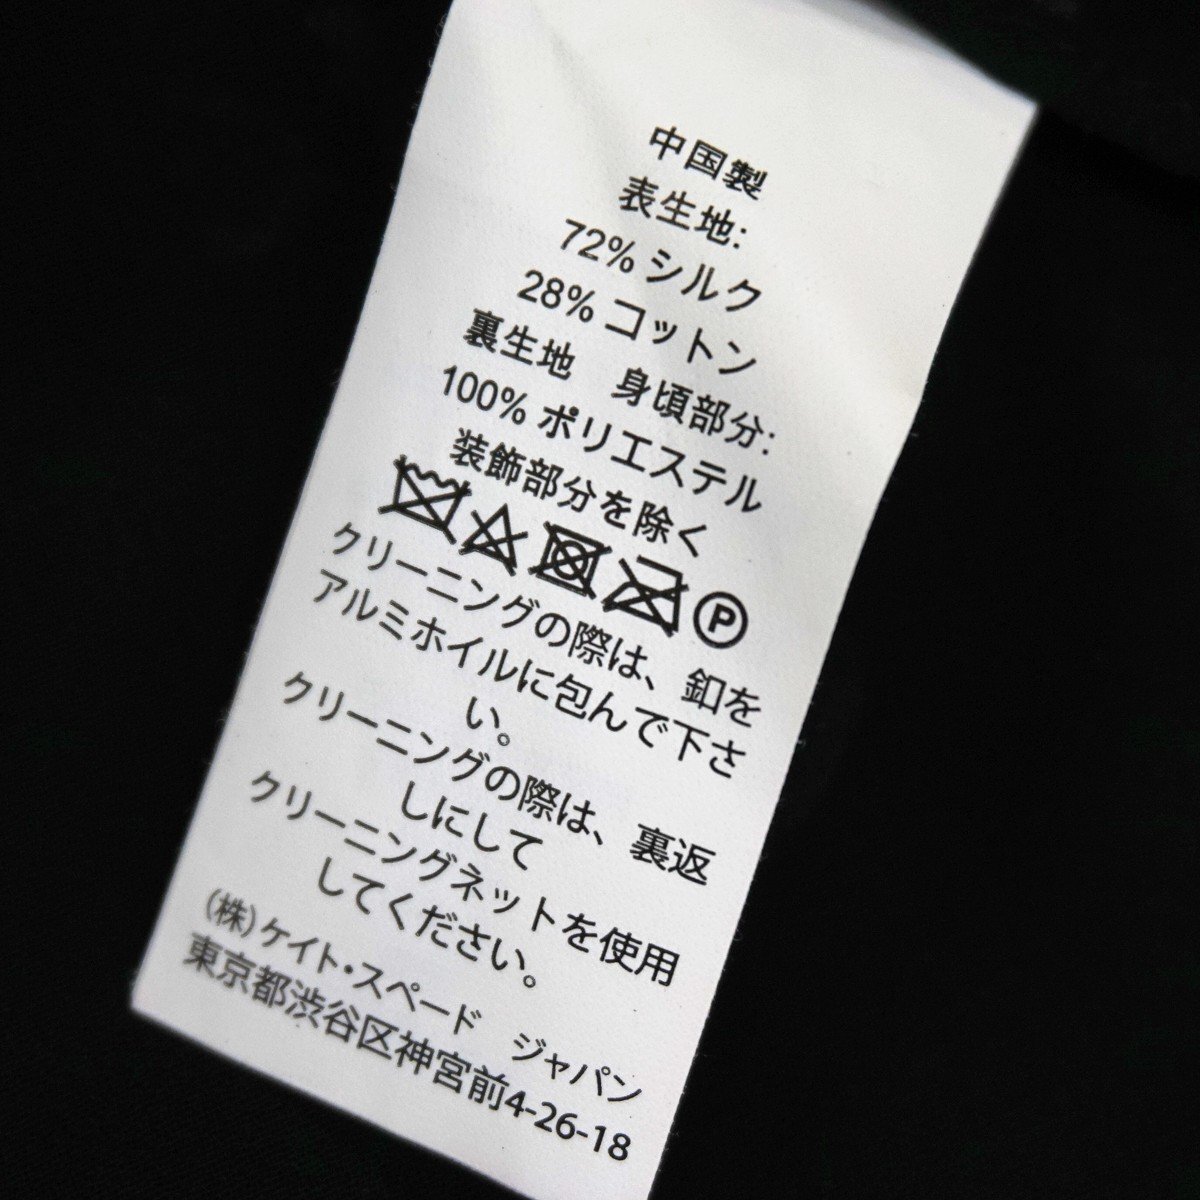 中国製
表生地:
72% シルク
28% コットン
裏生地　身頃部分:
100% ポリエステル
装飾部分を除く
P
クリーニングの際は、釦を
アルミホイルに包んで下さ
い。
クリーニングの際は、裏返
しにして
クリーニングネットを使用
してください。
(株)ケイト・スペード　ジャパン
東京都渋谷区神宮前4-26-18